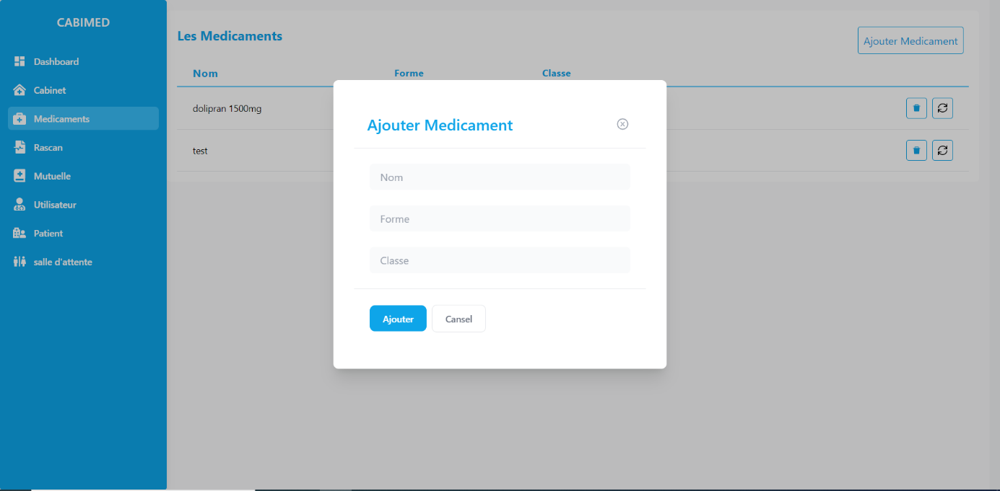 CABIMED
Dashboard
Cabinet
Medicaments
Rascan
Mutuelle
Utilisateur
Patient
salle d'attente
Les Medicaments
Ajouter Medicament
Nom Forme Classe
dolipran 1500mg
test
Ajouter Medicament
Nom
Forme
Classe
Ajouter Cansel